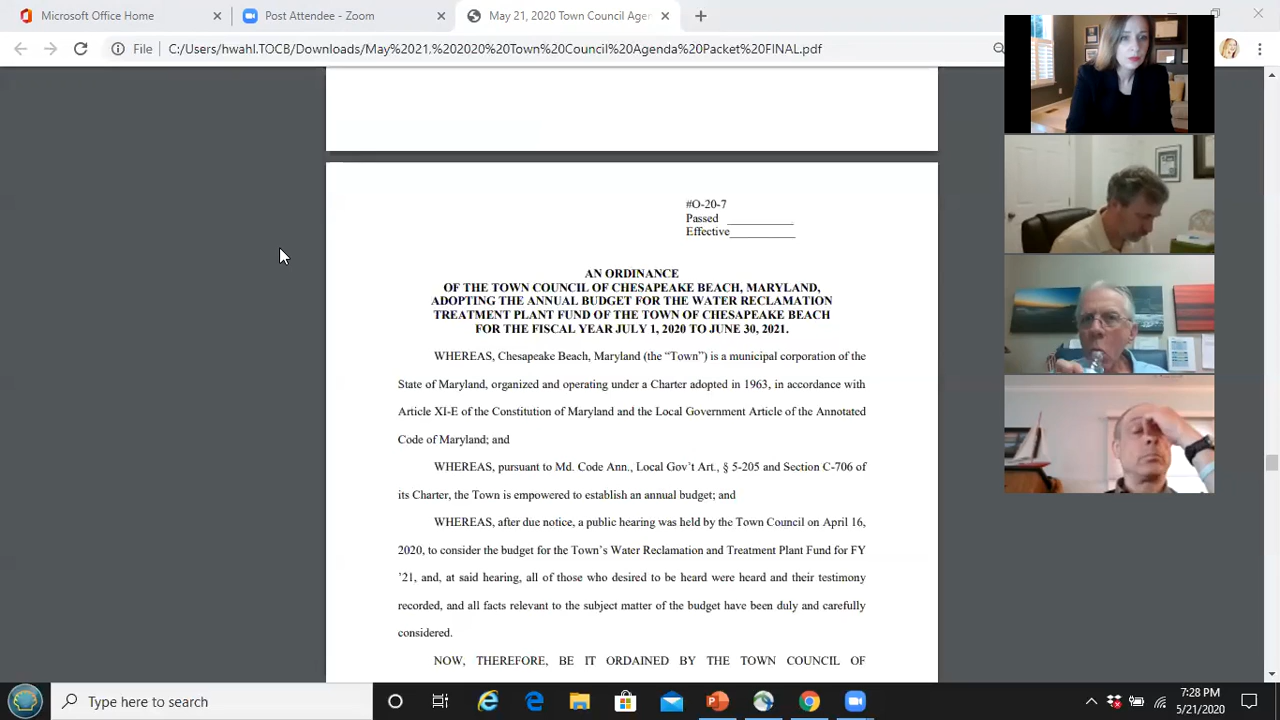 Microsoft Office Home
Post Attendee - Zoom
May 21, 2020 Town Council Agen
File
C:/Users/hwahl.TOCB/Downloads/May%2021,%202020%20Town%20Council%20Agenda%20Packet%20FINAL.pdf
#O-20-7
Passed ___________
Effective___________
AN ORDINANCE
OF THE TOWN COUNCIL OF CHESAPEAKE BEACH, MARYLAND,
ADOPTING THE ANNUAL BUDGET FOR THE WATER RECLAMATION
TREATMENT PLANT FUND OF THE TOWN OF CHESAPEAKE BEACH
FOR THE FISCAL YEAR JULY 1, 2020 TO JUNE 30, 2021.
WHEREAS, Chesapeake Beach, Maryland (the “Town”) is a municipal corporation of the
State of Maryland, organized and operating under a Charter adopted in 1963, in accordance with
Article XI-E of the Constitution of Maryland and the Local Government Article of the Annotated
Code of Maryland; and
WHEREAS, pursuant to Md. Code Ann., Local Gov’t Art., § 5-205 and Section C-706 of
its Charter, the Town is empowered to establish an annual budget; and
WHEREAS, after due notice, a public hearing was held by the Town Council on April 16,
2020, to consider the budget for the Town’s Water Reclamation and Treatment Plant Fund for FY
’21, and, at said hearing, all of those who desired to be heard were heard and their testimony
recorded, and all facts relevant to the subject matter of the budget have been duly and carefully
considered.
NOW, THEREFORE, BE IT ORDAINED BY THE TOWN COUNCIL OF
Type here to search
7:28 PM
5/21/2020